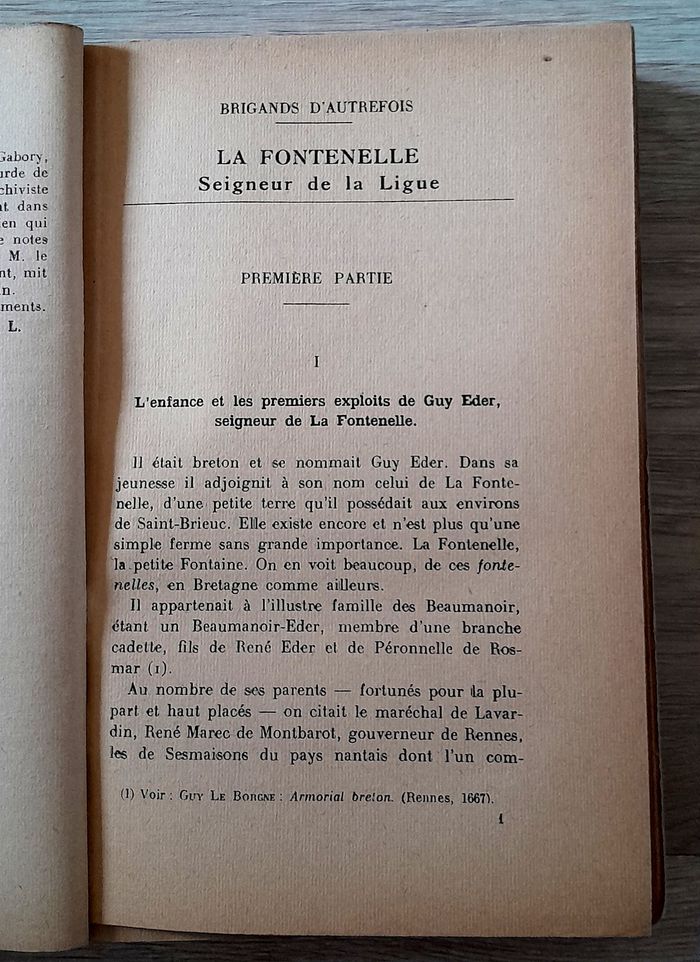 Gabory,
urde de
chiviste
nt dans
en qui
e notes
M. le
nt, mit
n.
ments.
L.
BRIGANDS D'AUTREFOIS
LA FONTENELLE
Seigneur de la Ligue
PREMIÈRE PARTIE
I
L'enfance et les premiers exploits de Guy Eder,
seigneur de La Fontenelle.
Il était breton et se nommait Guy Eder. Dans sa
jeunesse il adjoignit à son nom celui de La Fonte-
nelle, d'une petite terre qu'il possédait aux environs
de Saint-Brieuc. Elle existe encore et n'est plus qu'une
simple ferme sans grande importance. La Fontenelle,
la petite Fontaine. On en voit beaucoup, de ces fonte-
nelles, en Bretagne comme ailleurs.
Il appartenait à l'illustre famille des Beaumanoir,
étant un Beaumanoir-Eder, membre d'une branche
cadette, fils de René Eder et de Péronnelle de Ros-
mar (1).
Au nombre de ses parents — fortunés pour la plu-
part et haut placés — on citait le maréchal de Lavar-
din, René Marec de Montbarot, gouverneur de Rennes,
les de Sesmaisons du pays nantais dont l'un com-
(1) Voir : GUY LE BORGNE : Armorial breton. (Rennes, 1667).
1